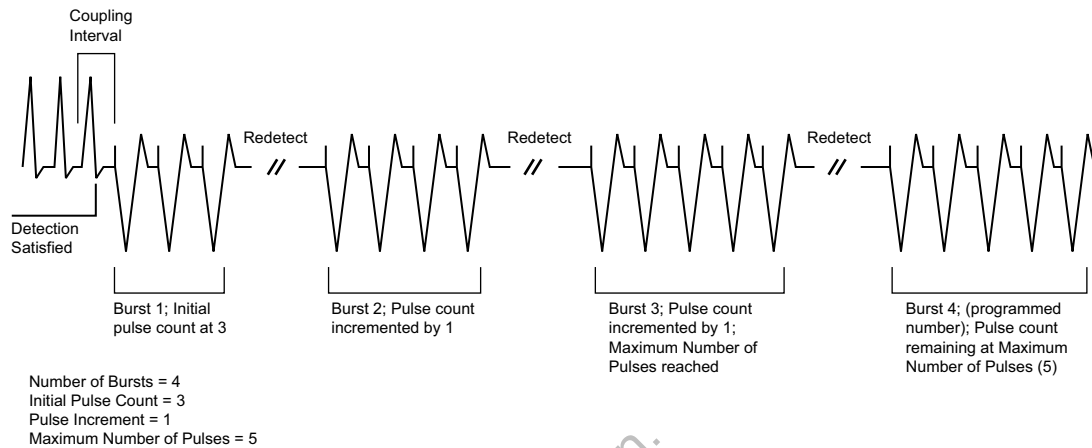 Coupling
Interval
Redetect
Redetect
Redetect
Detection
Satisfied
Burst 1; Initial
pulse count at 3
Burst 2; Pulse count
incremented by 1
Burst 3; Pulse count
incremented by 1;
Maximum Number of
Pulses reached
Burst 4; (programmed
number); Pulse count
remaining at Maximum
Number of Pulses (5)
Number of Bursts = 4
Initial Pulse Count = 3
Pulse Increment = 1
Maximum Number of Pulses = 5